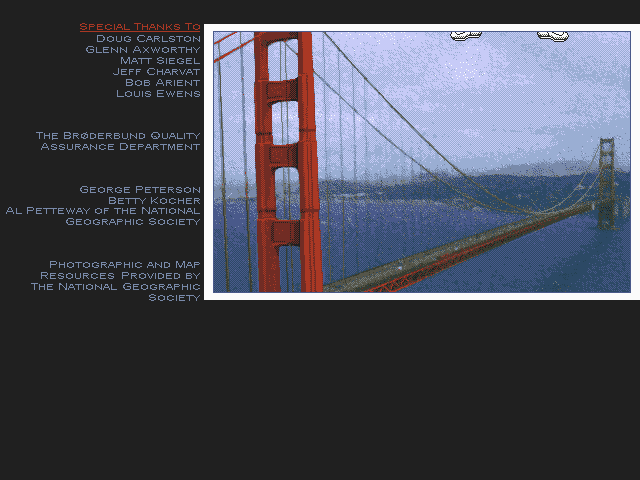 Special Thanks To
Doug Carlston
Glenn Axworthy
Matt Siegel
Jeff Charvat
Bob Arient
Louis Ewens
The Brøderbund Quality
Assurance Department
George Peterson
Betty Kocher
Al Petteway of the National
Geographic Society
Photographic and Map
Resources Provided by
The National Geographic
Society